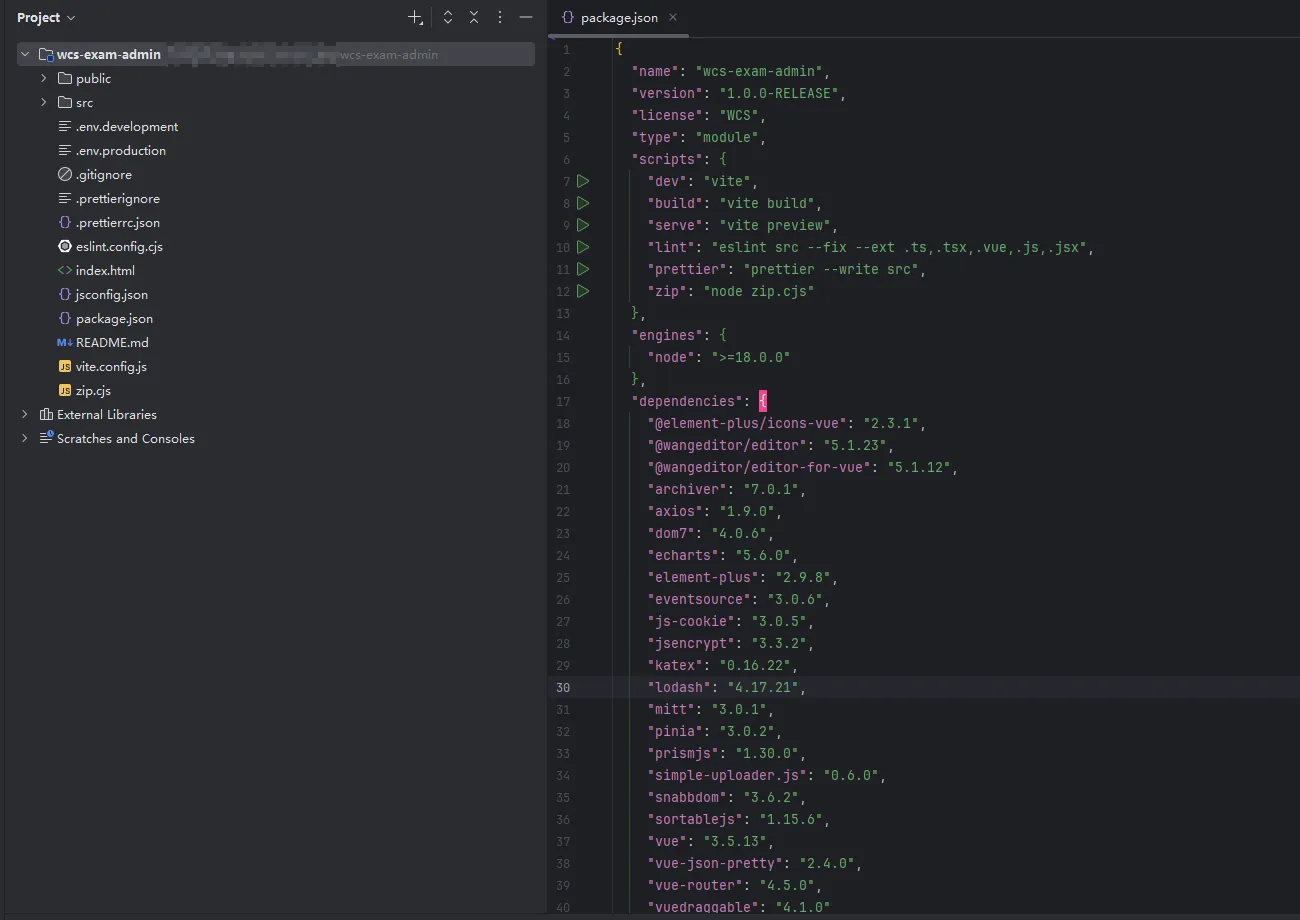 Project
wcs-exam-admin wcs-exam-admin
public
src
.env.development
.env.production
.gitignore
.prettierignore
.prettierrc.json
eslint.config.cjs
index.html
jsconfig.json
package.json
README.md
vite.config.js
zip.cjs
External Libraries
Scratches and Consoles
package.json
1 {
2 "name": "wcs-exam-admin",
3 "version": "1.0.0-RELEASE",
4 "license": "WCS",
5 "type": "module",
6 "scripts": {
7 "dev": "vite",
8 "build": "vite build",
9 "serve": "vite preview",
10 "lint": "eslint src --fix --ext .ts,.tsx,.vue,.js,.jsx",
11 "prettier": "prettier --write src",
12 "zip": "node zip.cjs"
13 },
14 "engines": {
15 "node": ">=18.0.0"
16 },
17 "dependencies": {
18 "@element-plus/icons-vue": "2.3.1",
19 "@wangeditor/editor": "5.1.23",
20 "@wangeditor/editor-for-vue": "5.1.12",
21 "archiver": "7.0.1",
22 "axios": "1.9.0",
23 "dom7": "4.0.6",
24 "echarts": "5.6.0",
25 "element-plus": "2.9.8",
26 "eventsource": "3.0.6",
27 "js-cookie": "3.0.5",
28 "jsencrypt": "3.3.2",
29 "katex": "0.16.22",
30 "lodash": "4.17.21",
31 "mitt": "3.0.1",
32 "pinia": "3.0.2",
33 "prismjs": "1.30.0",
34 "simple-uploader.js": "0.6.0",
35 "snabbdom": "3.6.2",
36 "sortablejs": "1.15.6",
37 "vue": "3.5.13",
38 "vue-json-pretty": "2.4.0",
39 "vue-router": "4.5.0",
40 "vuedraggable": "4.1.0"